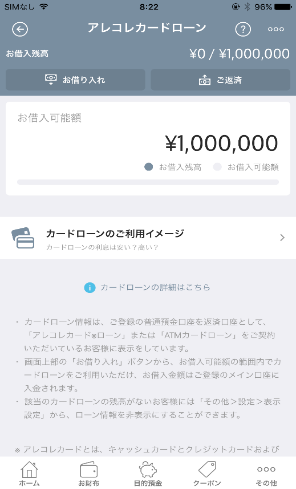 SIMなし 8:22 96%
アレコレカードローン ?
お借入残高 ¥0 / ¥1,000,000
お借り入れ ご返済
お借入可能額
¥1,000,000
お借入残高 お借入可能額
カードローンのご利用イメージ
カードローンの利息は安い？高い？
カードローンの詳細はこちら
・カードローン情報は、ご登録の普通預金口座を返済口座として、
「アレコレカードeローン」または「ATMカードローン」をご契約
いただいているお客様に表示をしています。
・画面上部の「お借り入れ」ボタンから、お借入可能額の範囲内でカ
ードローンをご利用いただけ、お借入金額はご登録のメイン口座に
入金されます。
・該当のカードローンの残高がないお客様には「その他＞設定＞表示
設定」から、ローン情報を非表示にすることができます。
※アレコレカードとは、キャッシュカードとクレジットカードおよび
ホーム お財布 目的預金 クーポン その他